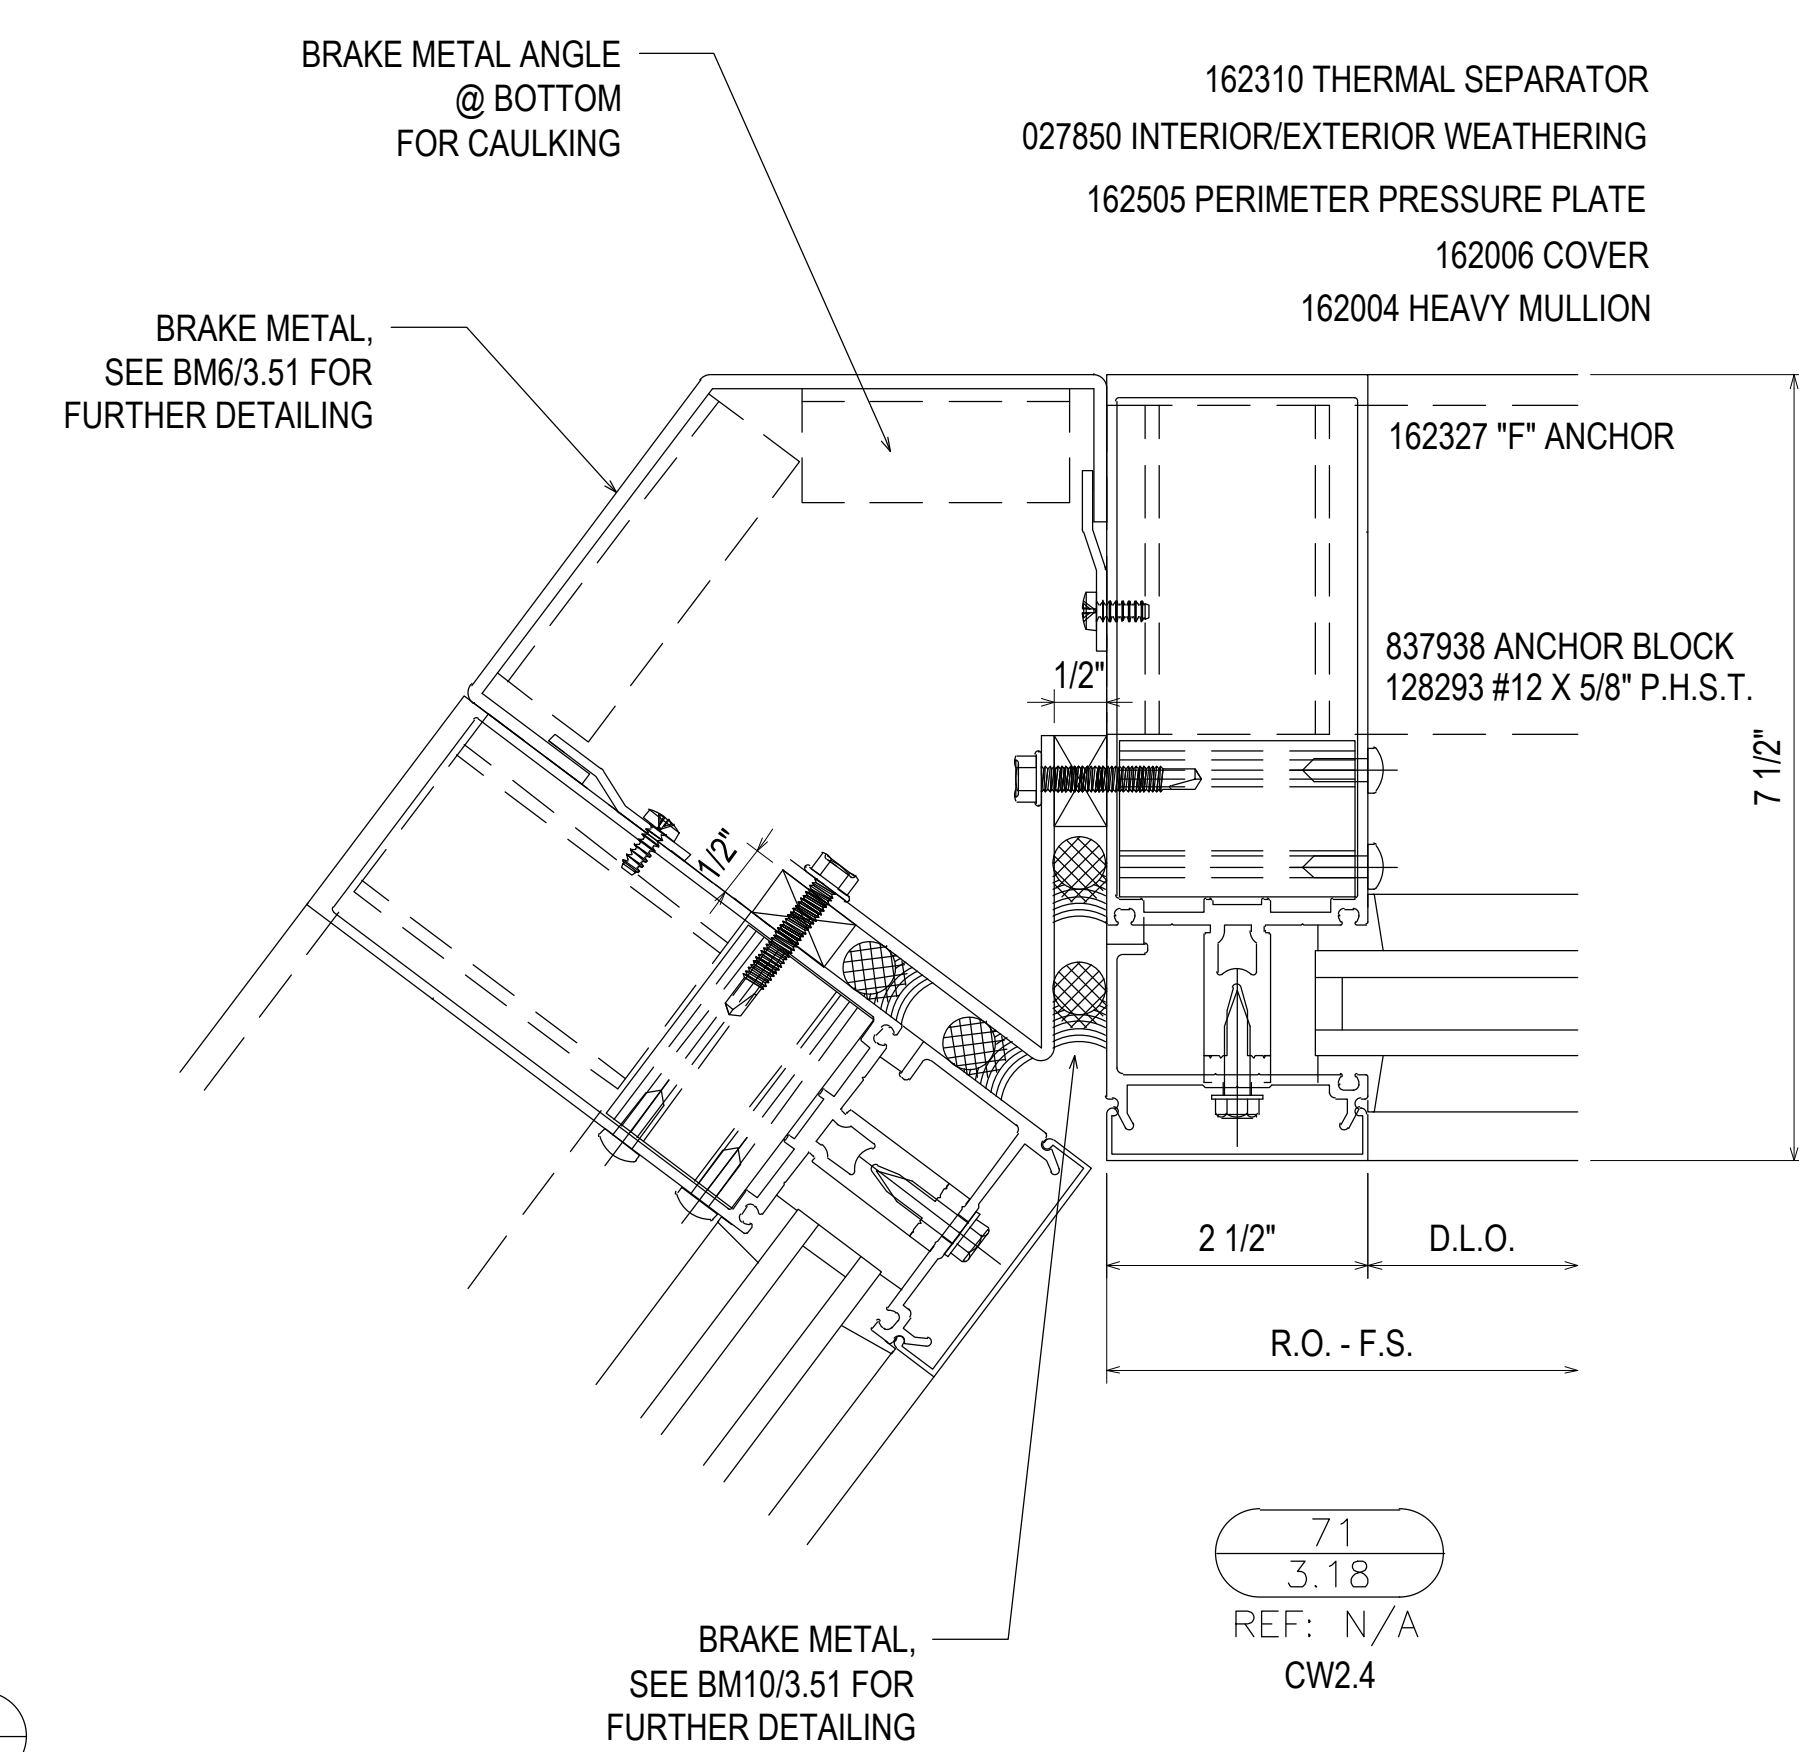 BRAKE METAL ANGLE
@ BOTTOM
FOR CAULKING
162310 THERMAL SEPARATOR
027850 INTERIOR/EXTERIOR WEATHERING
162505 PERIMETER PRESSURE PLATE
162006 COVER
162004 HEAVY MULLION
BRAKE METAL,
SEE BM6/3.51 FOR
FURTHER DETAILING
162327 "F" ANCHOR
837938 ANCHOR BLOCK
128293 #12 X 5/8" P.H.S.T.
1/2"
7 1/2"
1/2"
2 1/2"
D.L.O.
R.O. - F.S.
71
3.18
REF: N/A
CW2.4
BRAKE METAL,
SEE BM10/3.51 FOR
FURTHER DETAILING